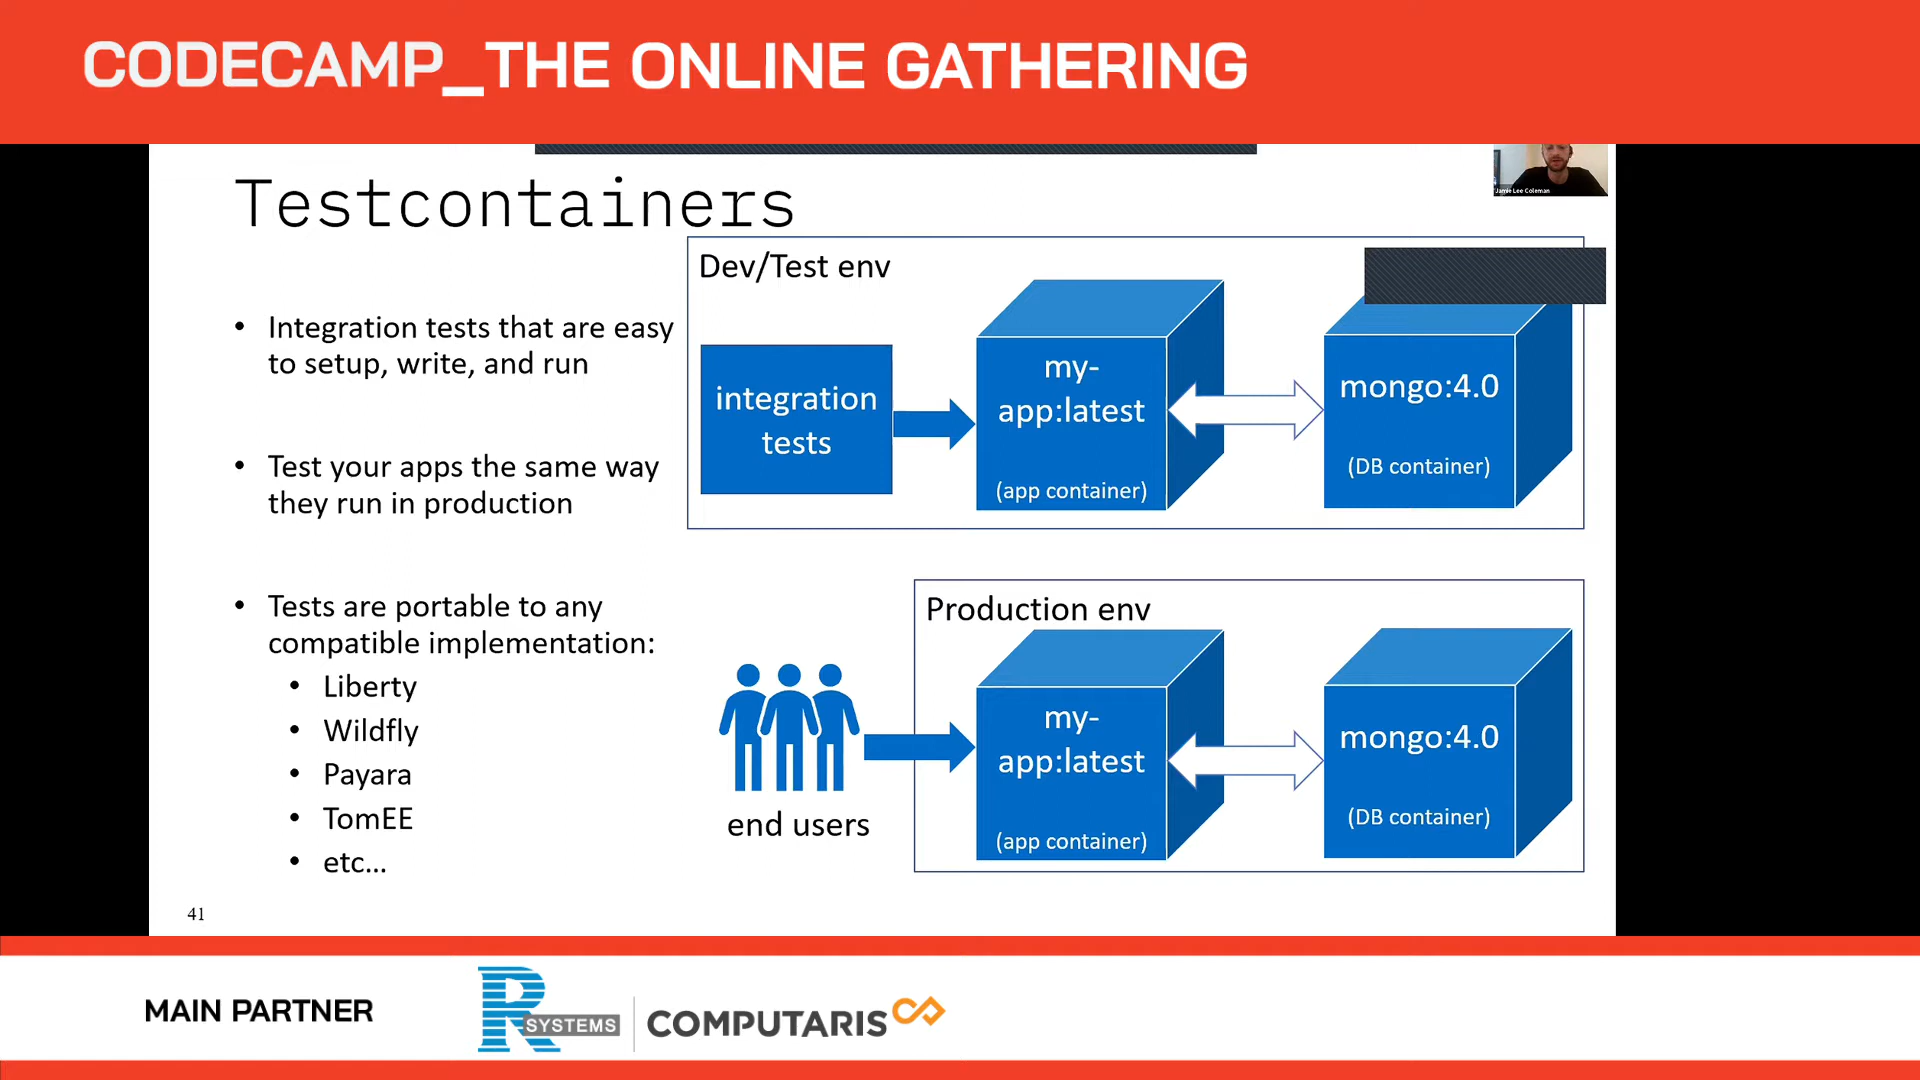 CODECAMP_THE ONLINE GATHERING
Jamie Lee Coleman
Testcontainers
• Integration tests that are easy
to setup, write, and run
• Test your apps the same way
they run in production
• Tests are portable to any
compatible implementation:
• Liberty
• Wildfly
• Payara
• TomEE
• etc...
Dev/Test env
integration
tests
my-
app:latest
(app container)
mongo:4.0
(DB container)
Production env
end users
my-
app:latest
(app container)
mongo:4.0
(DB container)
41
MAIN PARTNER
R SYSTEMS
COMPUTARIS